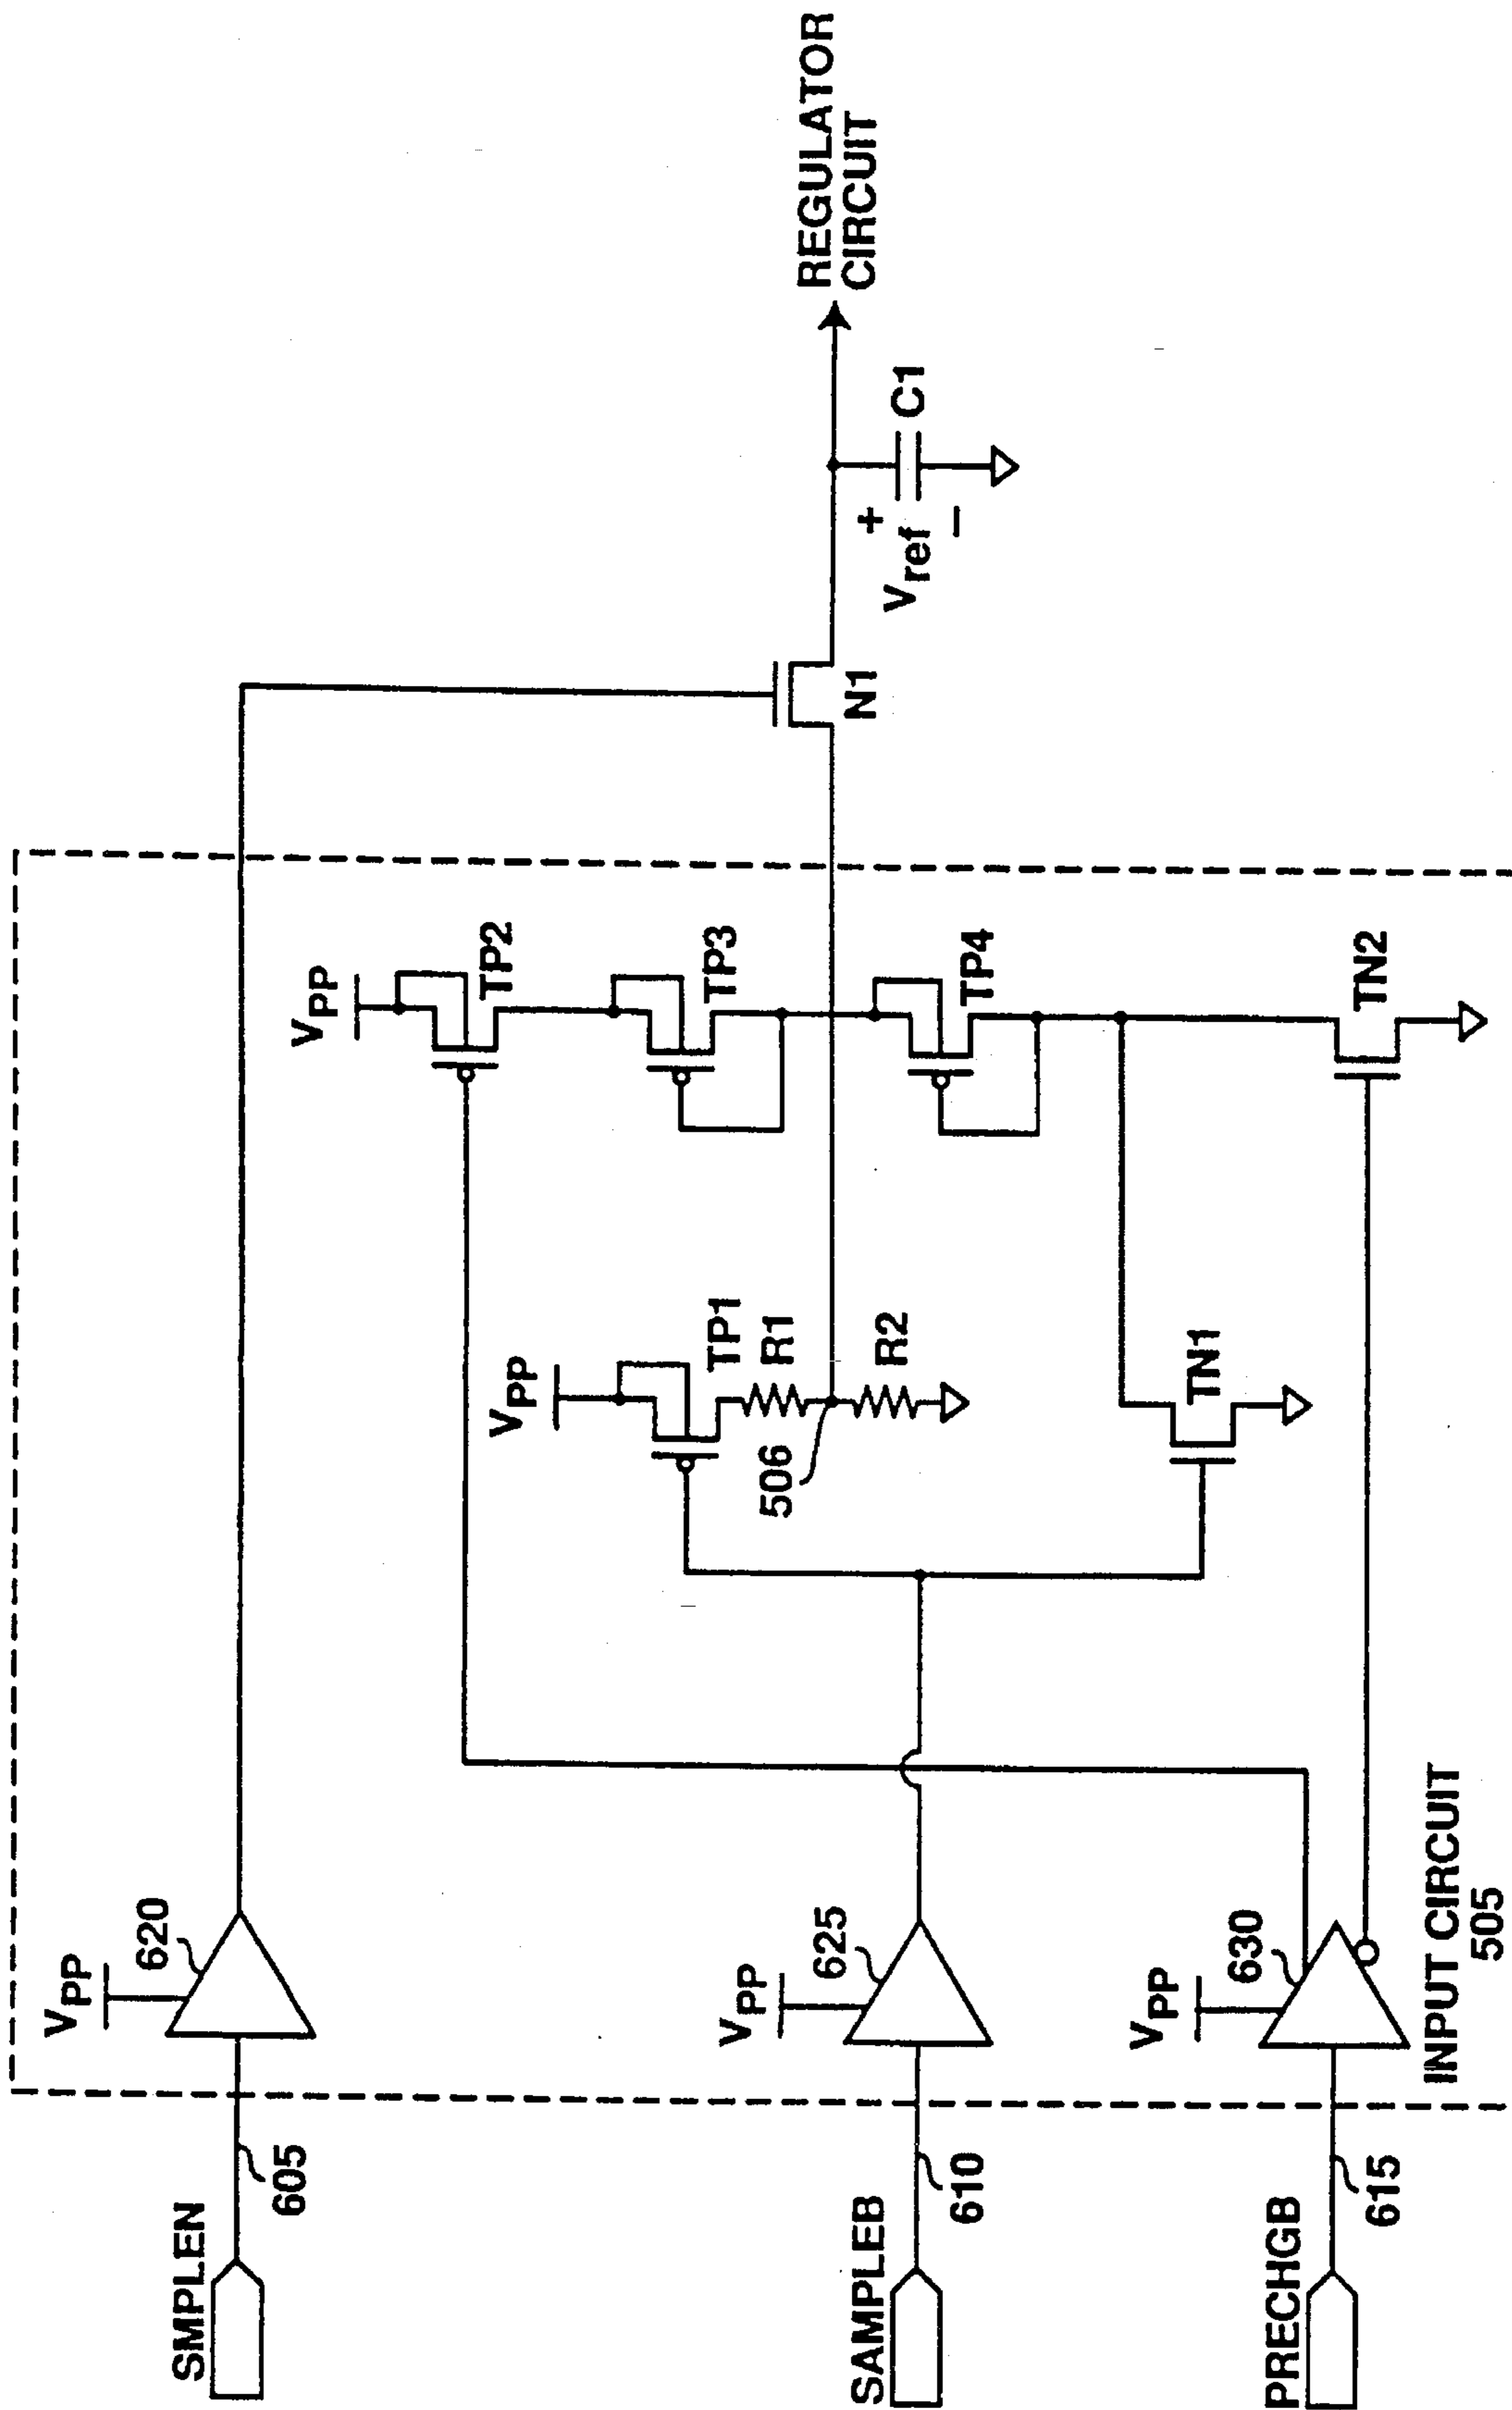 SMPLEN
605
VPP
620
SAMPLEB
610
VPP
625
PRECHGB
615
VPP
630
INPUT CIRCUIT
505
VPP
TP1
R1
506
R2
TN1
VPP
TP2
TP3
TP4
TN2
N1
+
Vref
–
C1
REGULATOR
CIRCUIT